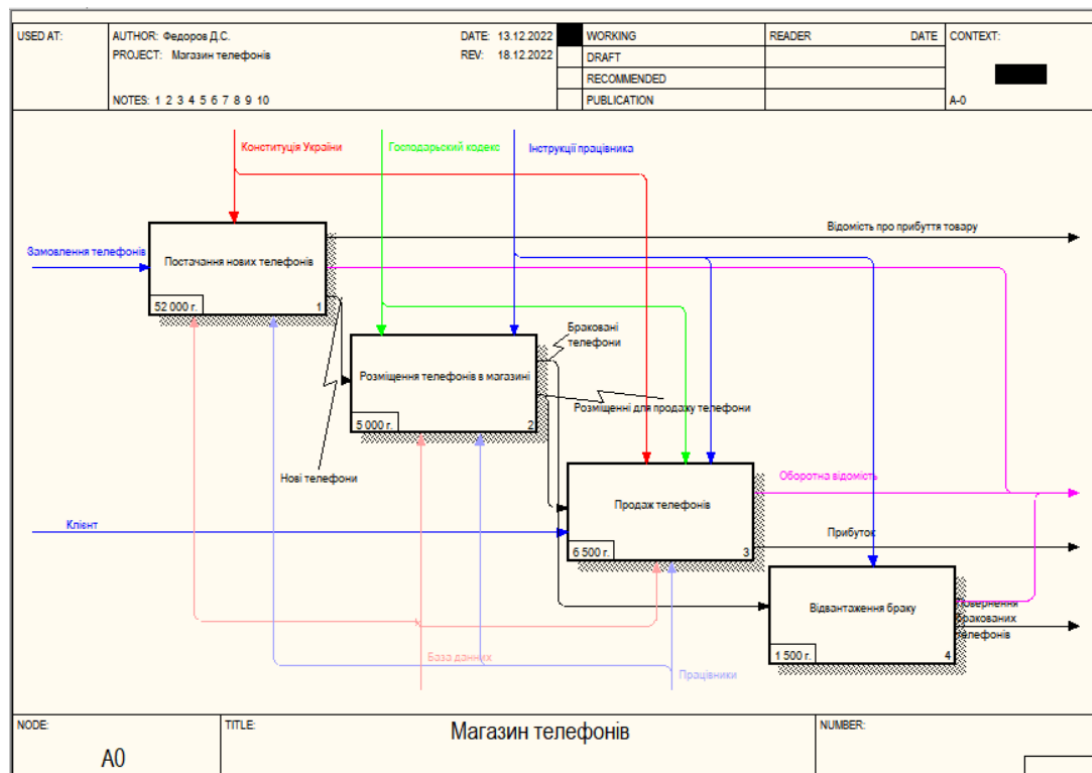 USED AT:
AUTHOR: Федоров Д.С.
DATE: 13.12.2022
PROJECT: Магазин телефонів
REV: 18.12.2022
NOTES: 1 2 3 4 5 6 7 8 9 10
WORKING
DRAFT
RECOMMENDED
PUBLICATION
READER
DATE
CONTEXT:
A-0
Конституція України
Господарьский кодекс
Інструкції працівника
Замовлення телефонів
Постачання нових телефонів
52 000 г.
1
Відомість про прибуття товару
Браковані
телефони
Розміщення телефонів в магазині
5 000 г.
2
Розміщенні для продажу телефони
Нові телефони
Клієнт
Продаж телефонів
6 500 г.
3
Оборотна відомість
Прибуток
Відвантаження браку
1 500 г.
4
Повернення
бракованих
телефонів
База данних
Працівники
NODE:
A0
TITLE:
Магазин телефонів
NUMBER: